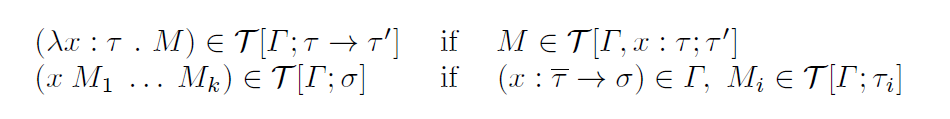 (λx : τ . M) ∈ 𝒯[Γ; τ → τ′] if M ∈ 𝒯[Γ, x : τ; τ′]
(x M₁ … Mₖ) ∈ 𝒯[Γ; σ] if (x : τ̅ → σ) ∈ Γ, Mᵢ ∈ 𝒯[Γ; τᵢ]